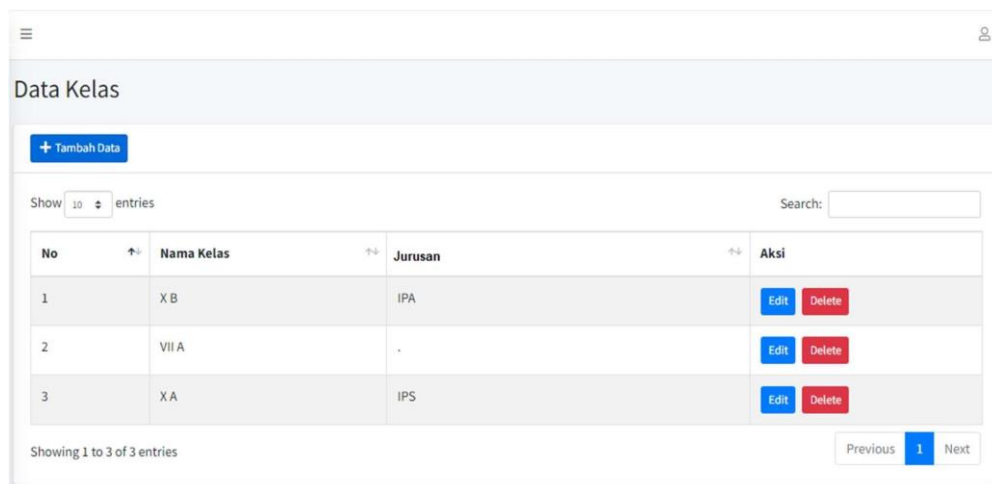 Data Kelas
+ Tambah Data
Show 10 entries Search:
No Nama Kelas Jurusan Aksi
1 X B IPA Edit Delete
2 VII A . Edit Delete
3 X A IPS Edit Delete
Showing 1 to 3 of 3 entries Previous 1 Next